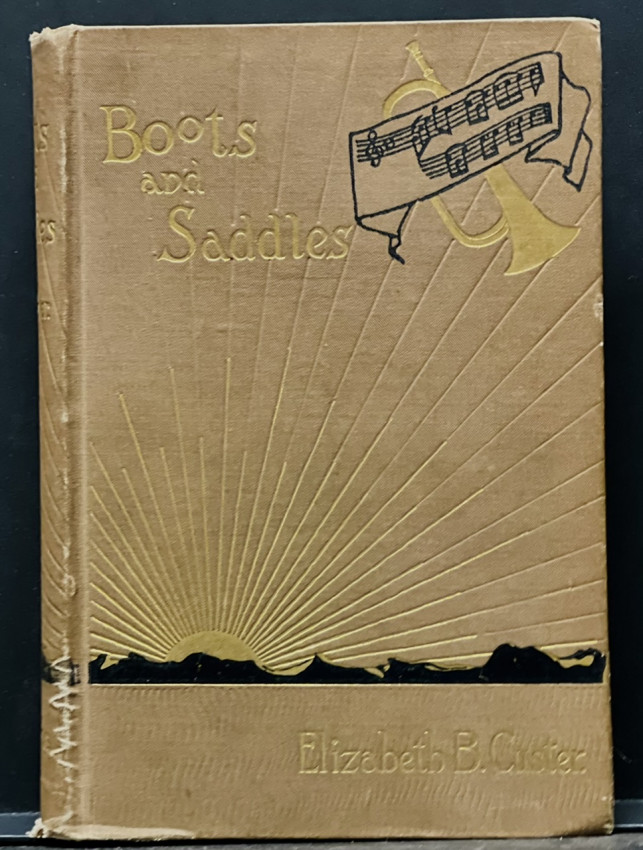 Boots
and
Saddles
Elizabeth B. Custer.